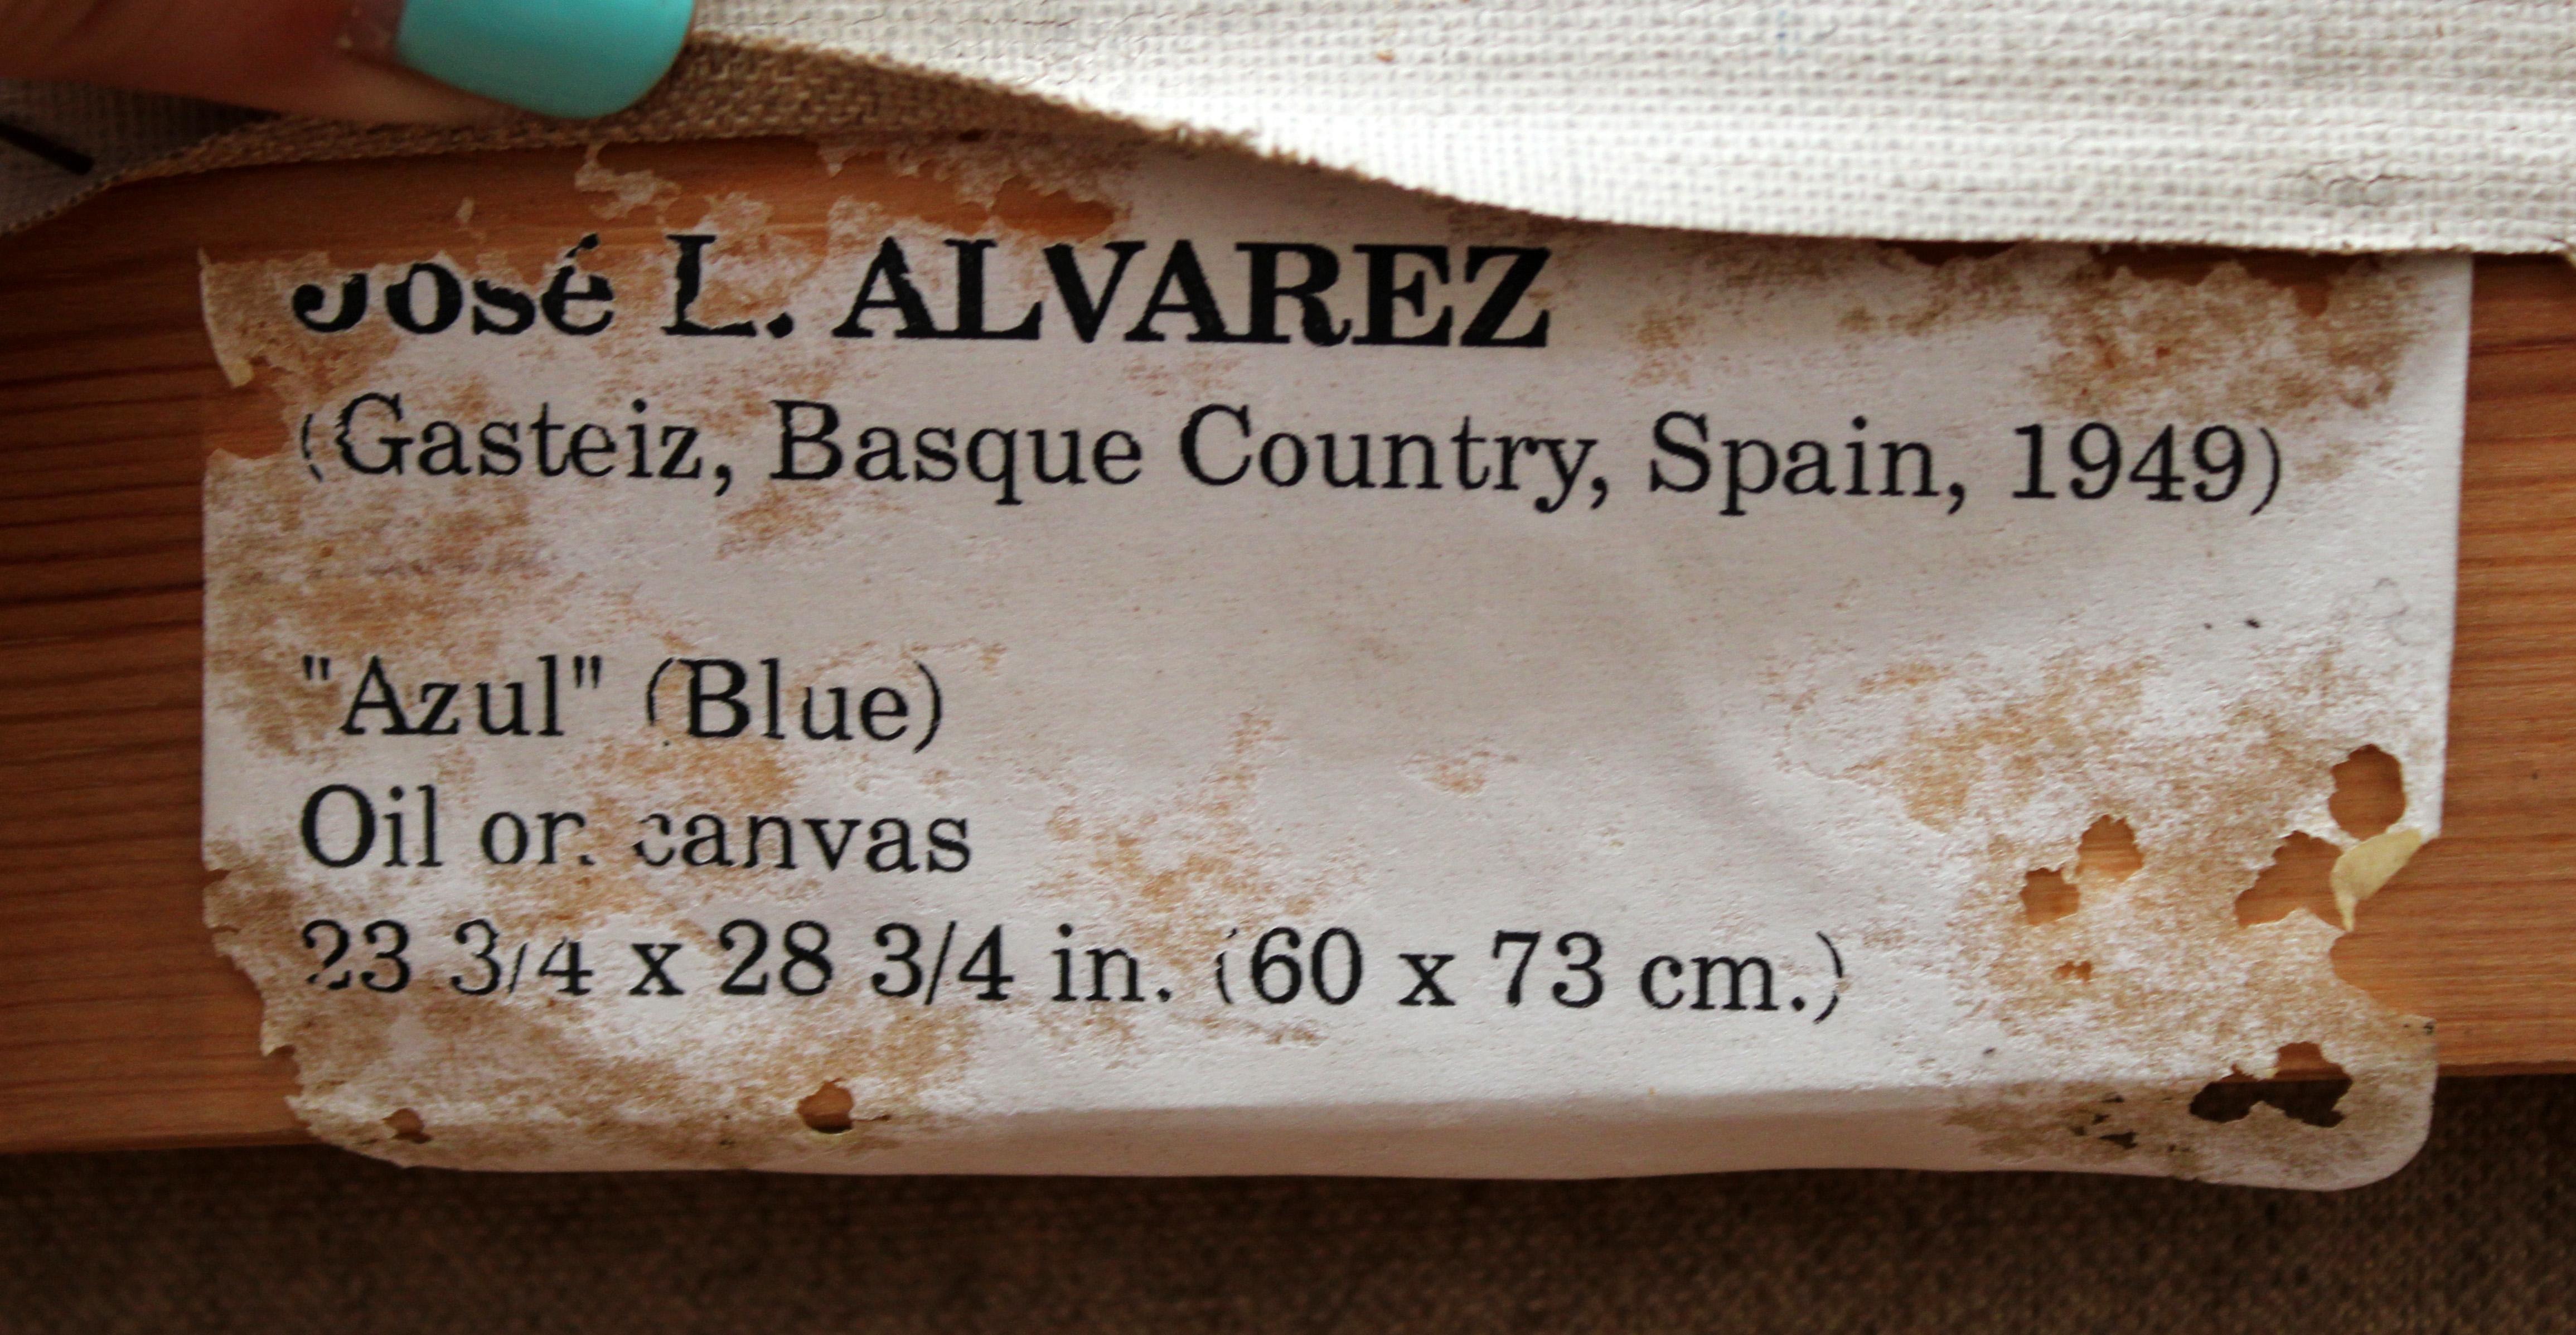 José L. ALVAREZ
(Gasteiz, Basque Country, Spain, 1949)
"Azul" (Blue)
Oil on canvas
23 3/4 x 28 3/4 in. (60 x 73 cm.)